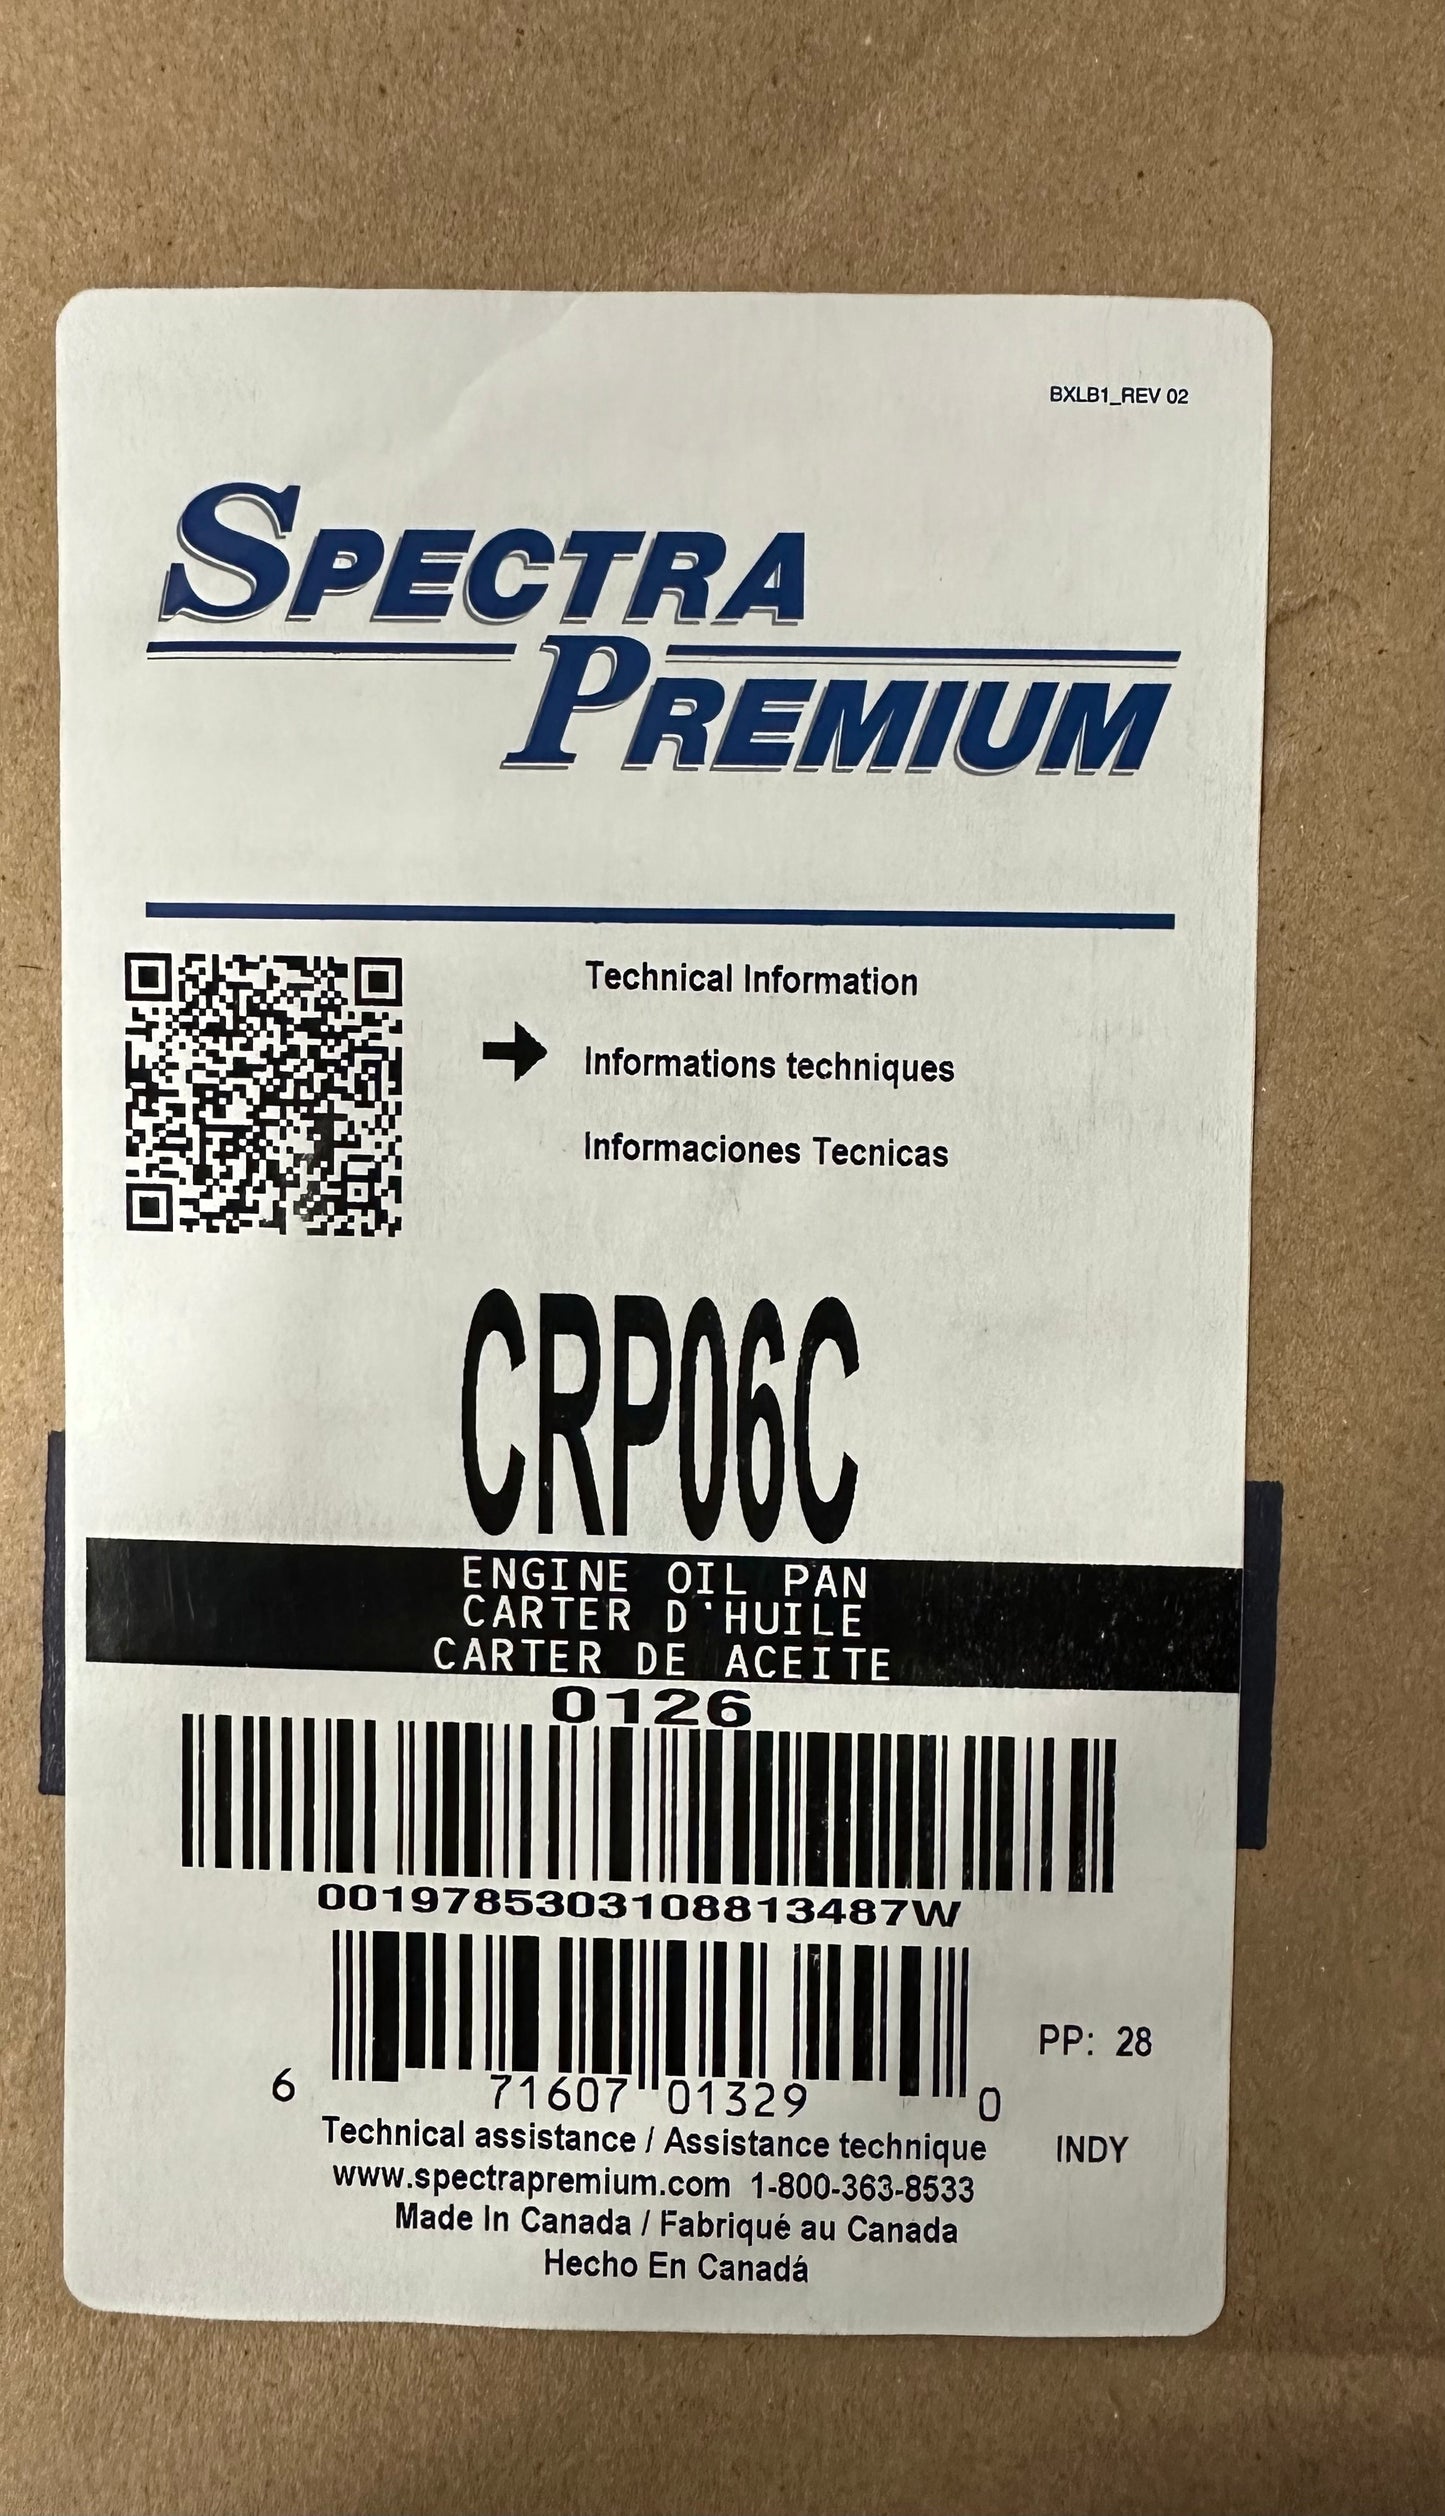 BXLB1_REV 02
SPECTRA
PREMIUM
Technical Information
Informations techniques
Informaciones Tecnicas
CRP06C
ENGINE OIL PAN
CARTER D'HUILE
CARTER DE ACEITE
0126
0019785303108813487W
6 71607 01329 0
PP: 28
Technical assistance / Assistance technique
INDY
www.spectrapremium.com 1-800-363-8533
Made In Canada / Fabriqué au Canada
Hecho En Canadá